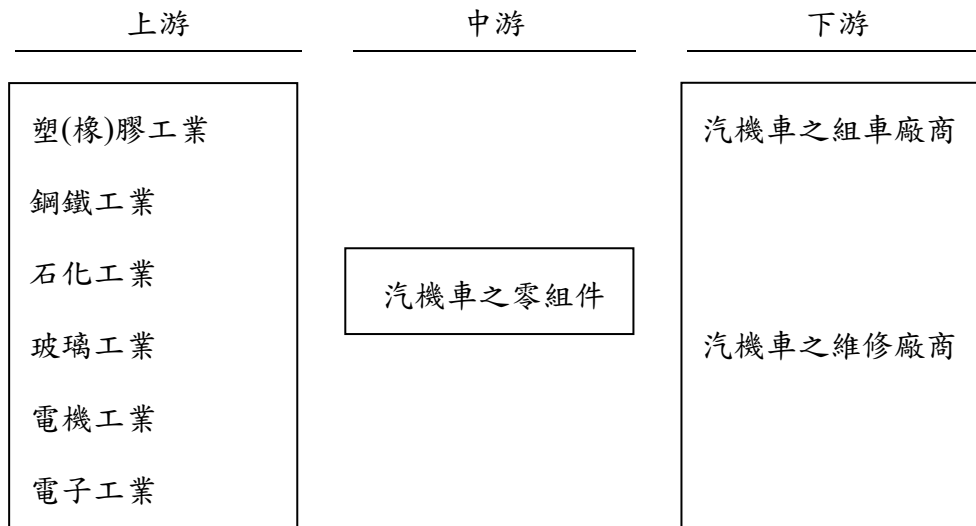 上游
中游
下游
塑(橡)膠工業
鋼鐵工業
石化工業
玻璃工業
電機工業
電子工業
汽機車之零組件
汽機車之組車廠商
汽機車之維修廠商